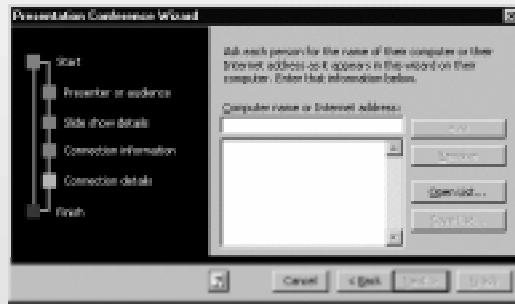 Presentation Conference Wizard
Start
Presenter or audience
Slide show details
Connection information
Connection details
Finish
Ask each person for the name of their computer or their
Internet address as it appears in this wizard on their
computer. Enter that information below.
Computer name or Internet address:
Add
Remove
Open List...
Save List...
Cancel
< Back
Next >
Finish